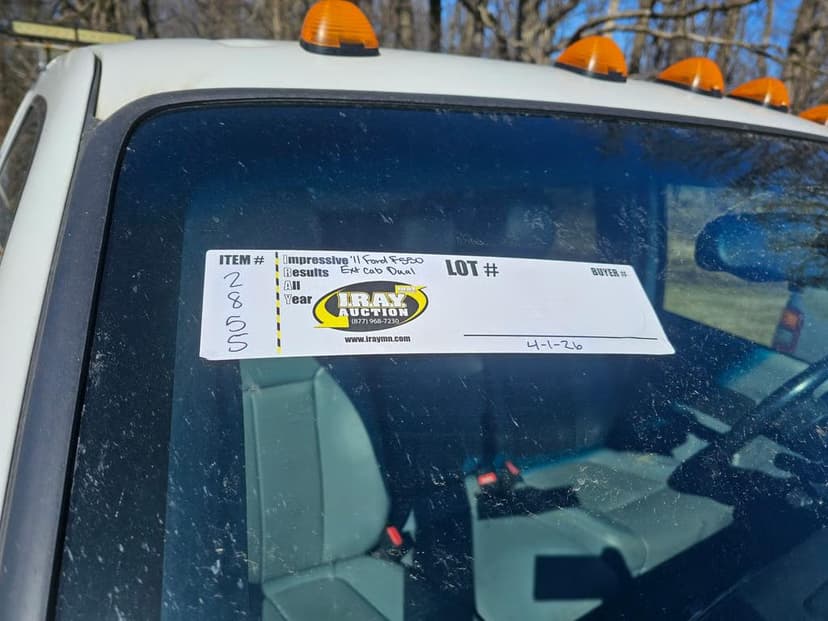 ITEM #
2
8
5
5
Impressive '11 Ford F550
Results Ext Cab Dual
All
Year
I.R.A.Y.
AUCTION
(877) 968-7230
www.iraymn.com
LOT #
BUYER #
4-1-26